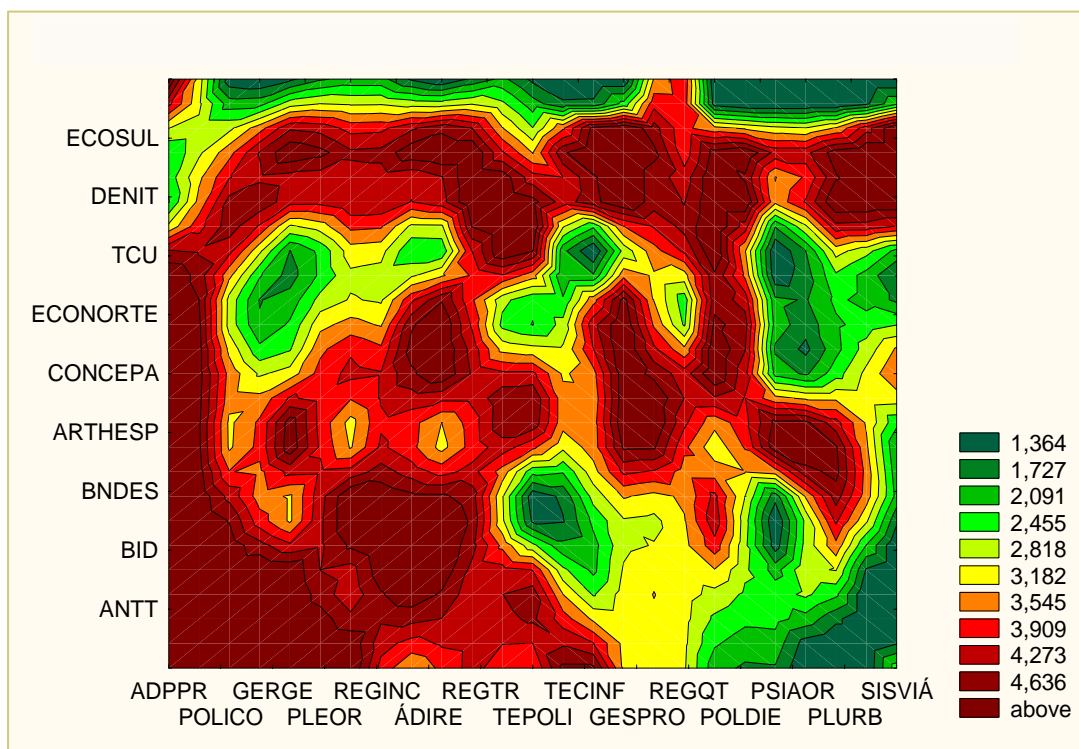 ECOSUL
DENIT
TCU
ECONORTE
CONCEPA
ARTHESP
BNDES
BID
ANTT
ADPPR GERGE REGINC REGTR TECINF REGQT PSIAOR SISVIÁ
POLICO PLEOR ÁDIRE TEPOLI GESPRO POLDIE PLURB
1,364
1,727
2,091
2,455
2,818
3,182
3,545
3,909
4,273
4,636
above